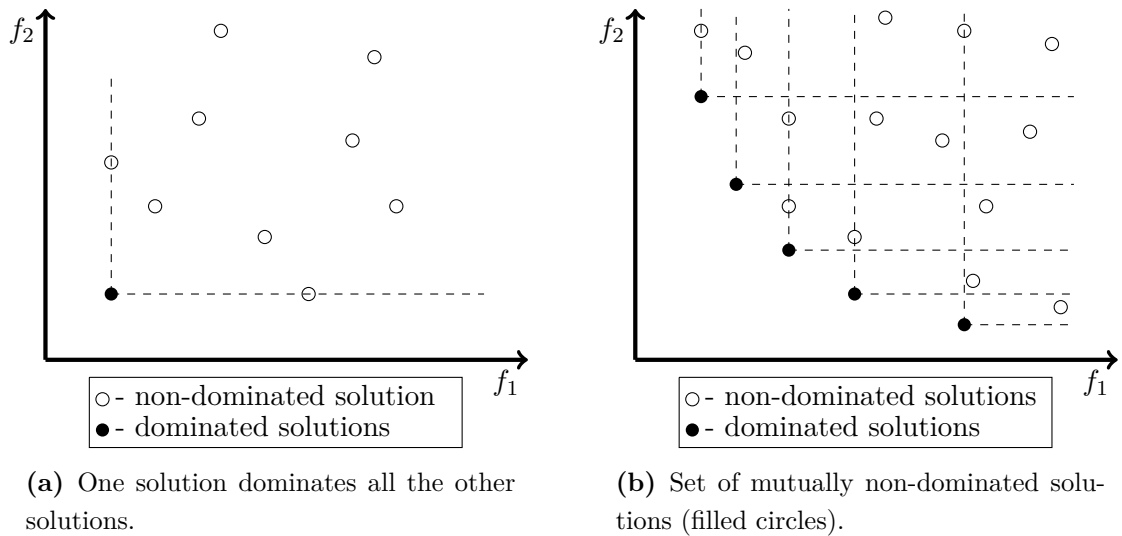 f₂
f₁
○ - non-dominated solution
● - dominated solutions
(a) One solution dominates all the other
solutions.
f₂
f₁
○ - non-dominated solutions
● - dominated solutions
(b) Set of mutually non-dominated solu-
tions (filled circles).